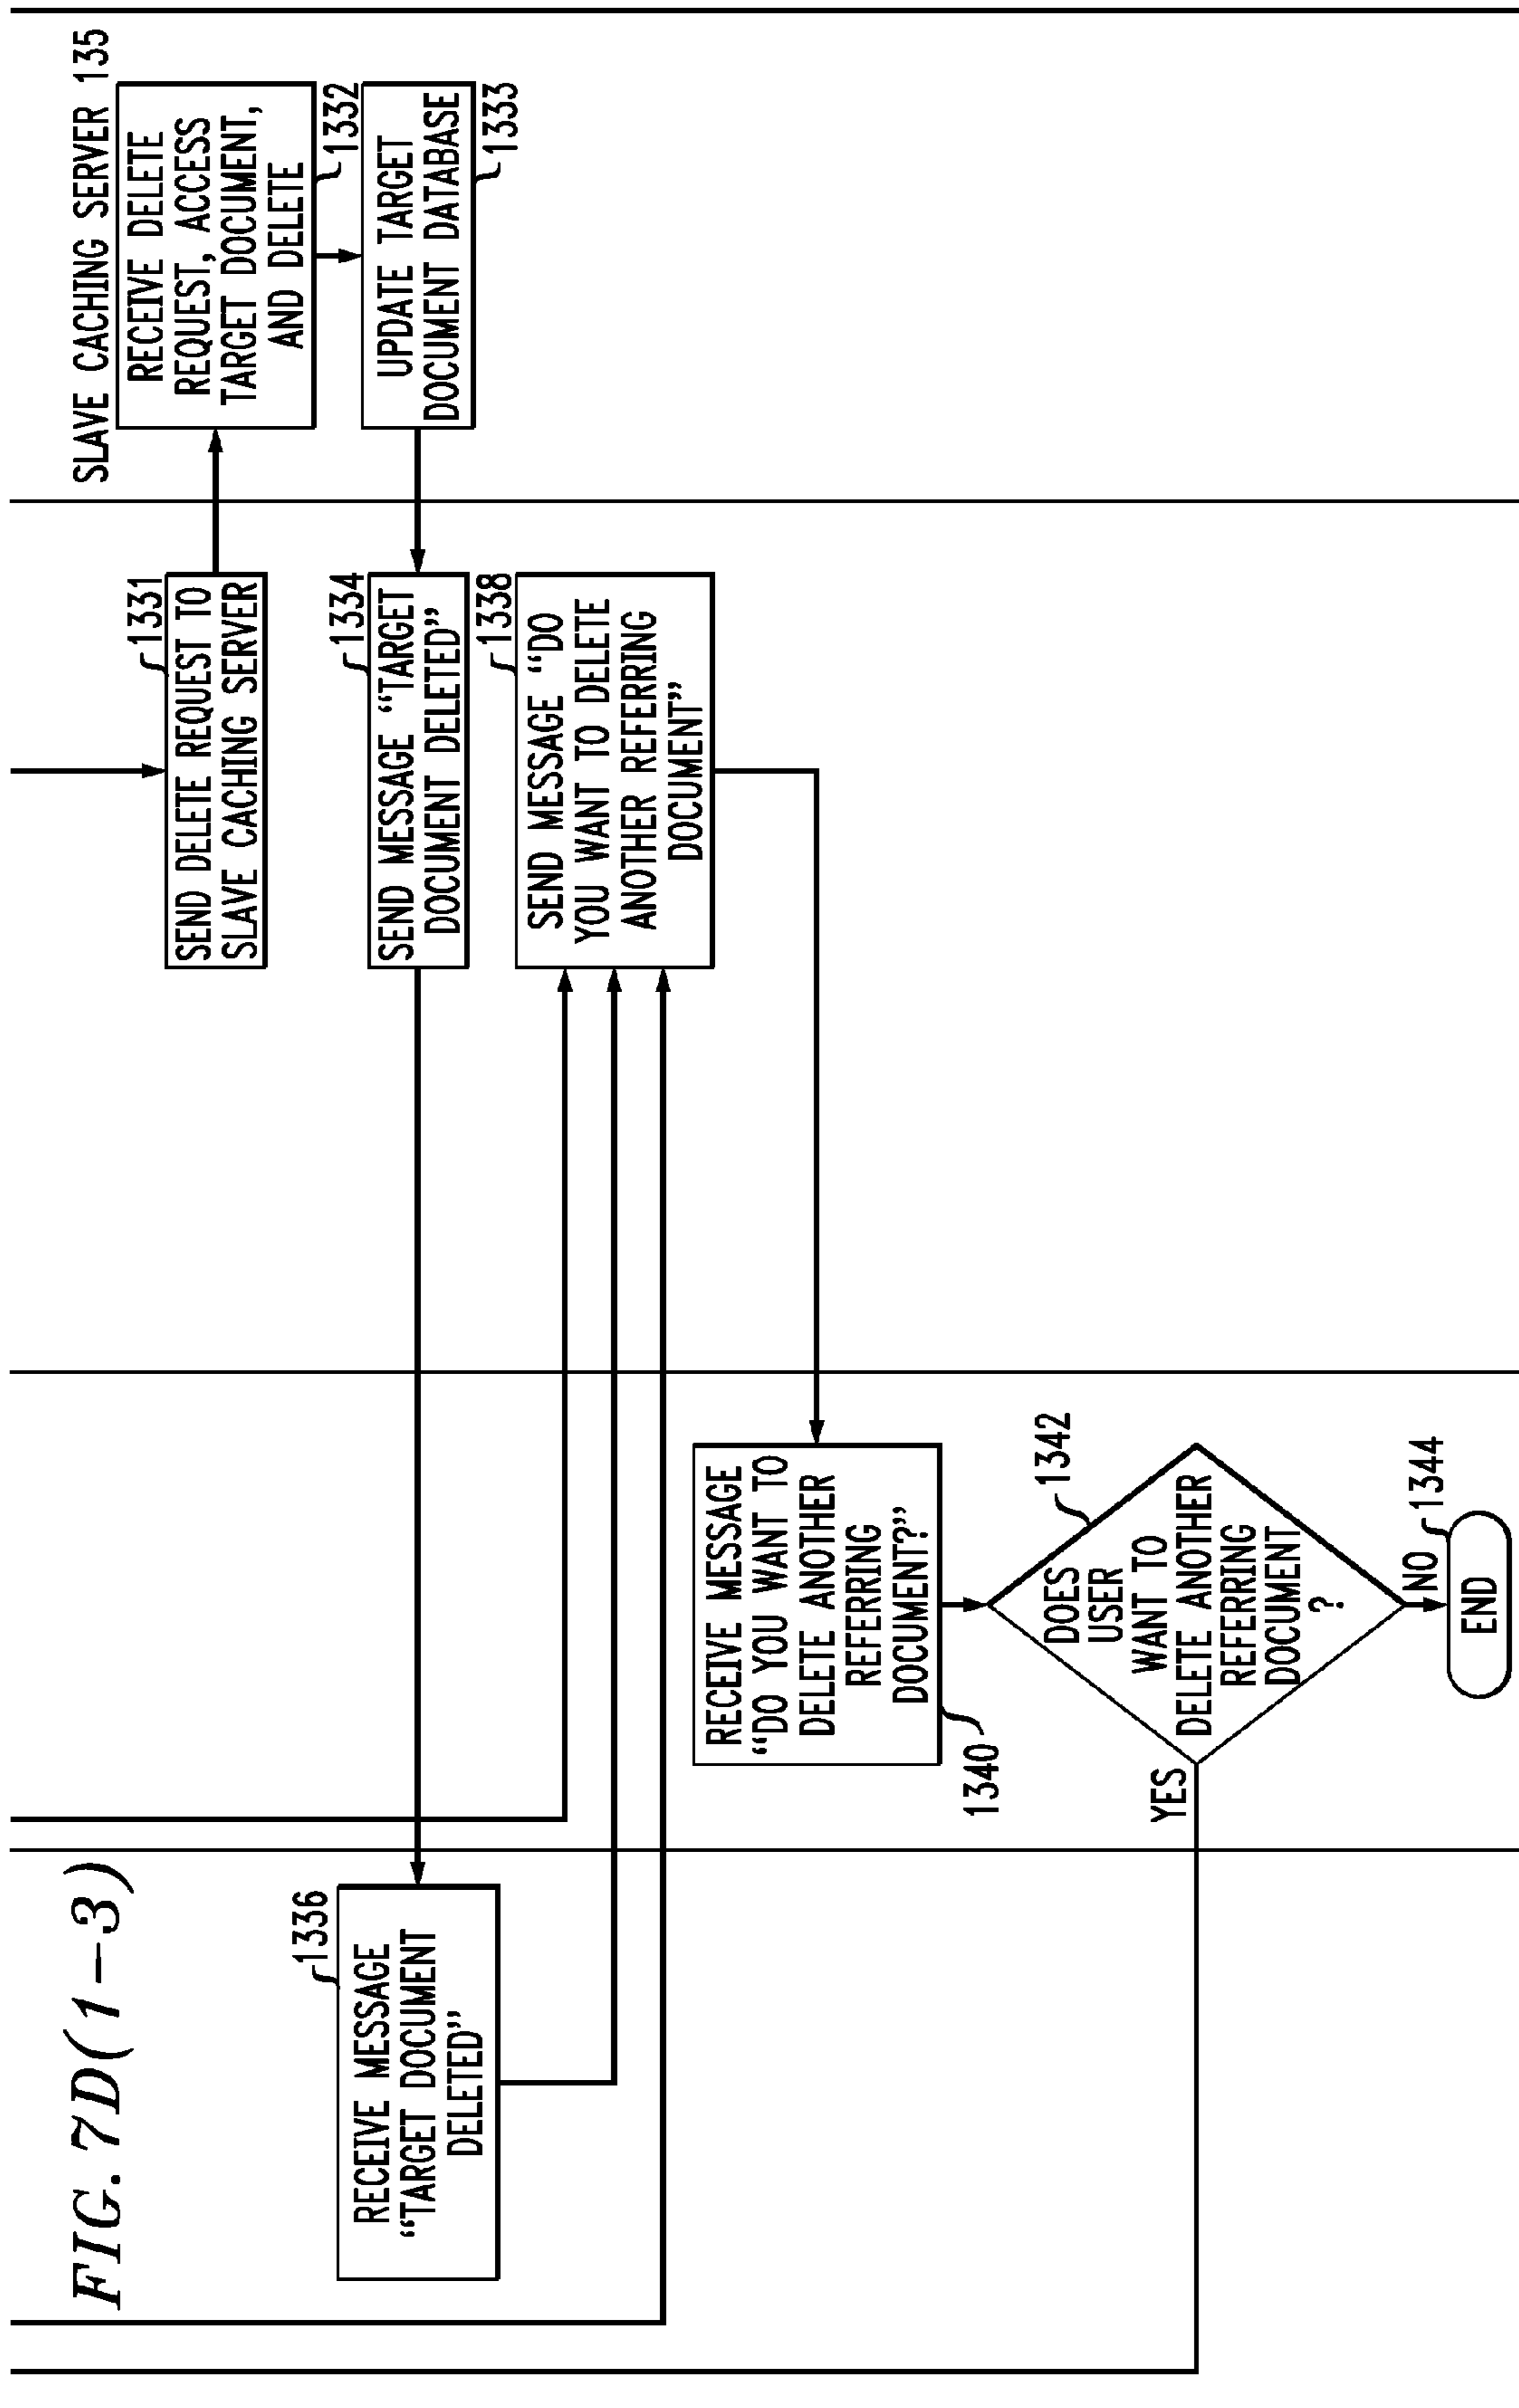 FIG. 7D(1-3)
SLAVE CACHING SERVER 135
1331
SEND DELETE REQUEST TO
SLAVE CACHING SERVER
RECEIVE DELETE
REQUEST, ACCESS
TARGET DOCUMENT,
AND DELETE
1332
UPDATE TARGET
DOCUMENT DATABASE
1333
1334
SEND MESSAGE “TARGET
DOCUMENT DELETED”
1336
RECEIVE MESSAGE
“TARGET DOCUMENT
DELETED”
1338
SEND MESSAGE “DO
YOU WANT TO DELETE
ANOTHER REFERRING
DOCUMENT”
RECEIVE MESSAGE
“DO YOU WANT TO
DELETE ANOTHER
REFERRING
DOCUMENT?”
1340
1342
DOES
USER
WANT TO
DELETE ANOTHER
REFERRING
DOCUMENT
?
YES
NO
1344
END